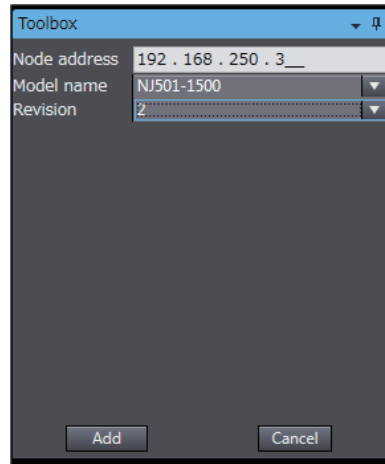 Toolbox
Node address 192 . 168 . 250 . 3__
Model name NJ501-1500
Revision 2
Add Cancel